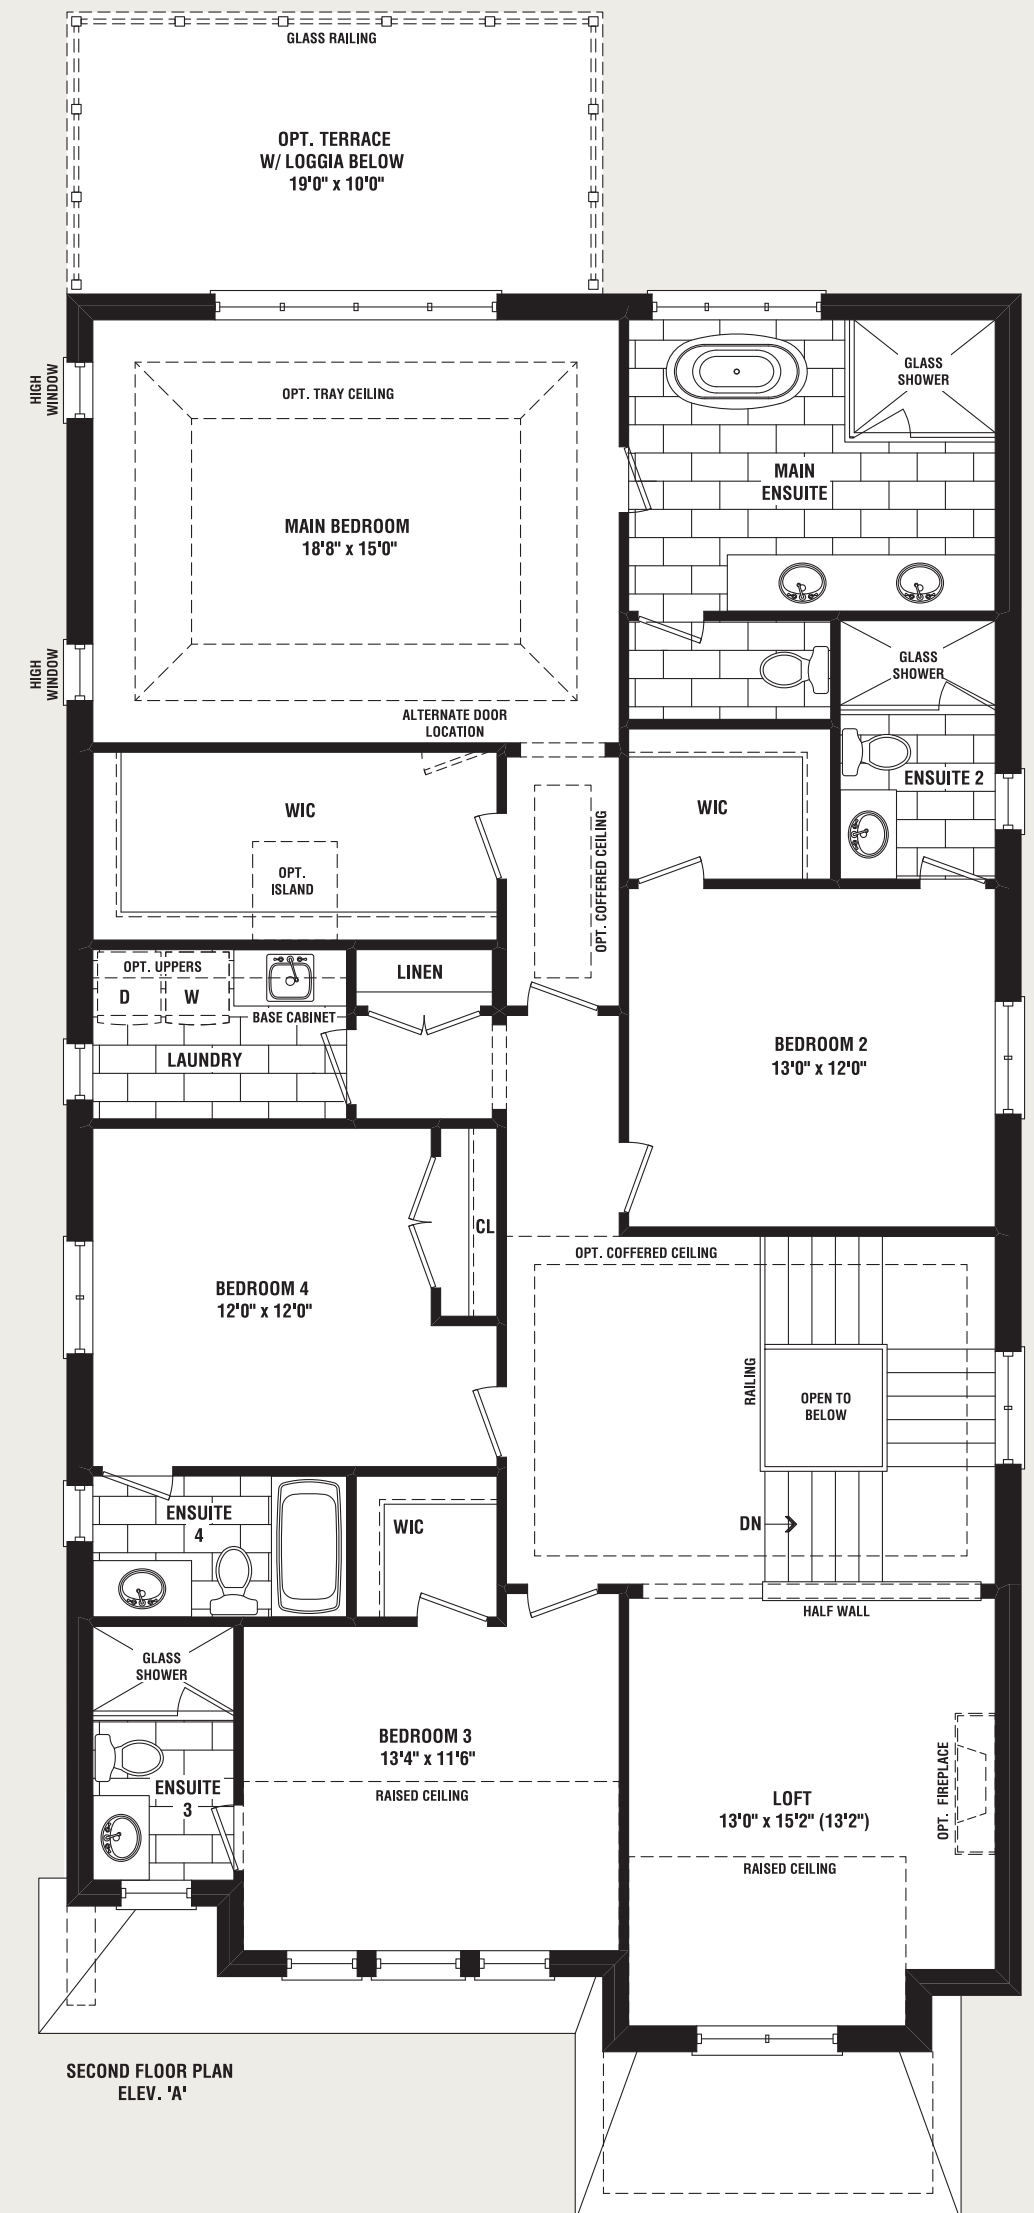 GLASS RAILING
OPT. TERRACE
W/ LOGGIA BELOW
19'0" x 10'0"
HIGH
WINDOW
OPT. TRAY CEILING
GLASS
SHOWER
MAIN
ENSUITE
MAIN BEDROOM
18'8" x 15'0"
HIGH
WINDOW
GLASS
SHOWER
ALTERNATE DOOR
LOCATION
ENSUITE 2
WIC
WIC
OPT. COFFERED CEILING
OPT.
ISLAND
OPT. UPPERS
LINEN
D
W
BASE CABINET
LAUNDRY
BEDROOM 2
13'0" x 12'0"
CL
OPT. COFFERED CEILING
BEDROOM 4
12'0" x 12'0"
RAILING
OPEN TO
BELOW
ENSUITE
4
WIC
DN
HALF WALL
GLASS
SHOWER
BEDROOM 3
13'4" x 11'6"
ENSUITE
3
RAISED CEILING
LOFT
13'0" x 15'2" (13'2")
OPT. FIREPLACE
RAISED CEILING
SECOND FLOOR PLAN
ELEV. 'A'